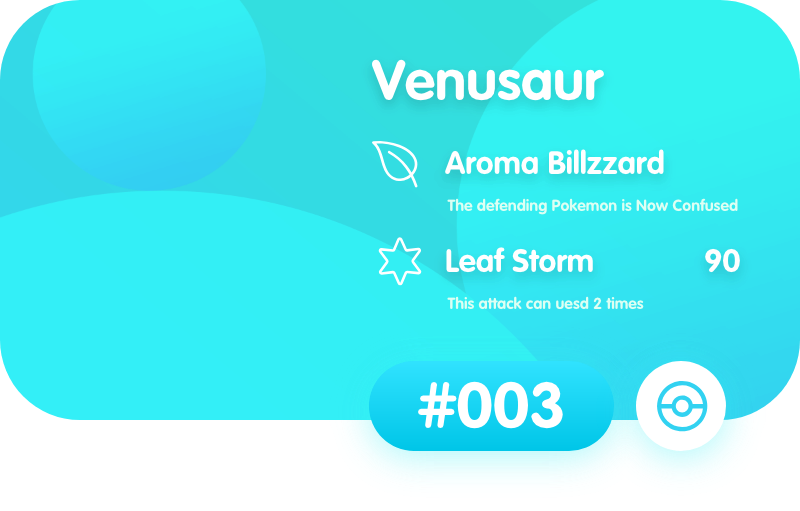 Venusaur
Aroma Billzzard
The defending Pokemon is Now Confused
Leaf Storm 90
This attack can uesd 2 times
#003